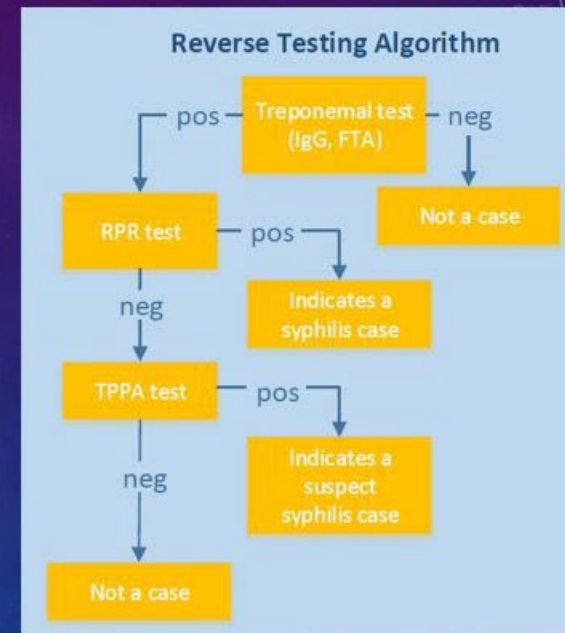 Reverse Testing Algorithm
pos
Treponemal test
(IgG, FTA)
neg
Not a case
RPR test
pos
neg
Indicates a
syphilis case
TPPA test
pos
neg
Indicates a
suspect
syphilis case
Not a case